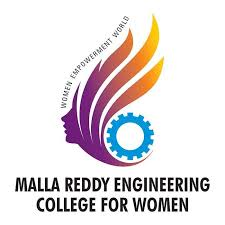 WOMEN EMPOWERMENT WORLD
MALLA REDDY ENGINEERING
COLLEGE FOR WOMEN